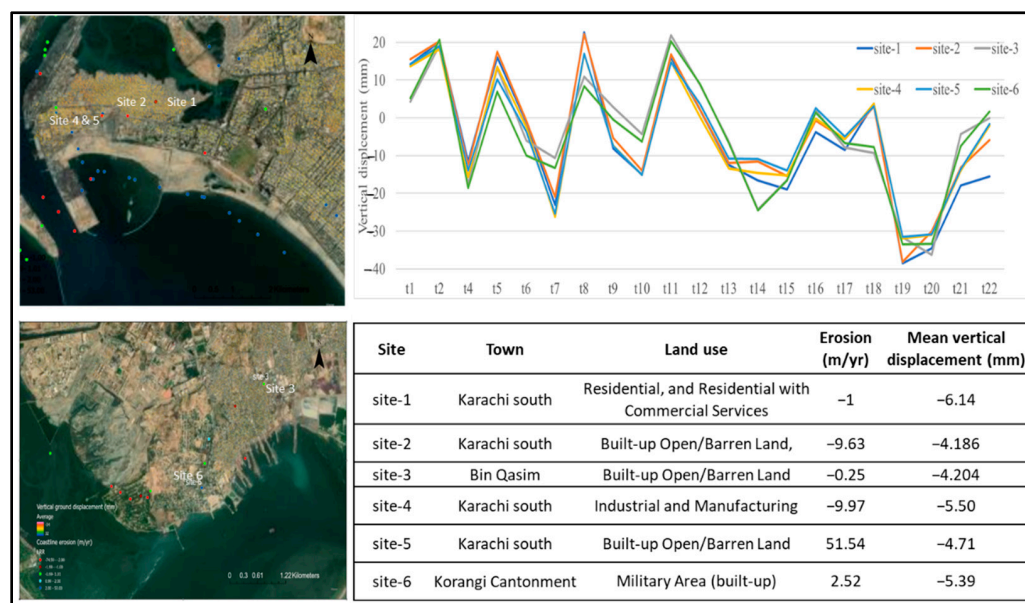 Site 2 Site 1
Site 4 & 5
Vertical displcement (mm)
20
10
0
−10
−20
−30
−40
site-1 site-2 site-3
site-4 site-5 site-6
t1 t2 t4 t5 t6 t7 t8 t9 t10 t11 t12 t13 t14 t15 t16 t17 t18 t19 t20 t21 t22
Site 3
Site 6
Vertical ground displacement (mm)
Average
Coastline erosion (m/yr)
0 0.3 0.61 1.22 Kilometers
Site Town Land use Erosion (m/yr) Mean vertical displacement (mm)
site-1 Karachi south Residential, and Residential with Commercial Services −1 −6.14
site-2 Karachi south Built-up Open/Barren Land, −9.63 −4.186
site-3 Bin Qasim Built-up Open/Barren Land −0.25 −4.204
site-4 Karachi south Industrial and Manufacturing −9.97 −5.50
site-5 Karachi south Built-up Open/Barren Land 51.54 −4.71
site-6 Korangi Cantonment Military Area (built-up) 2.52 −5.39